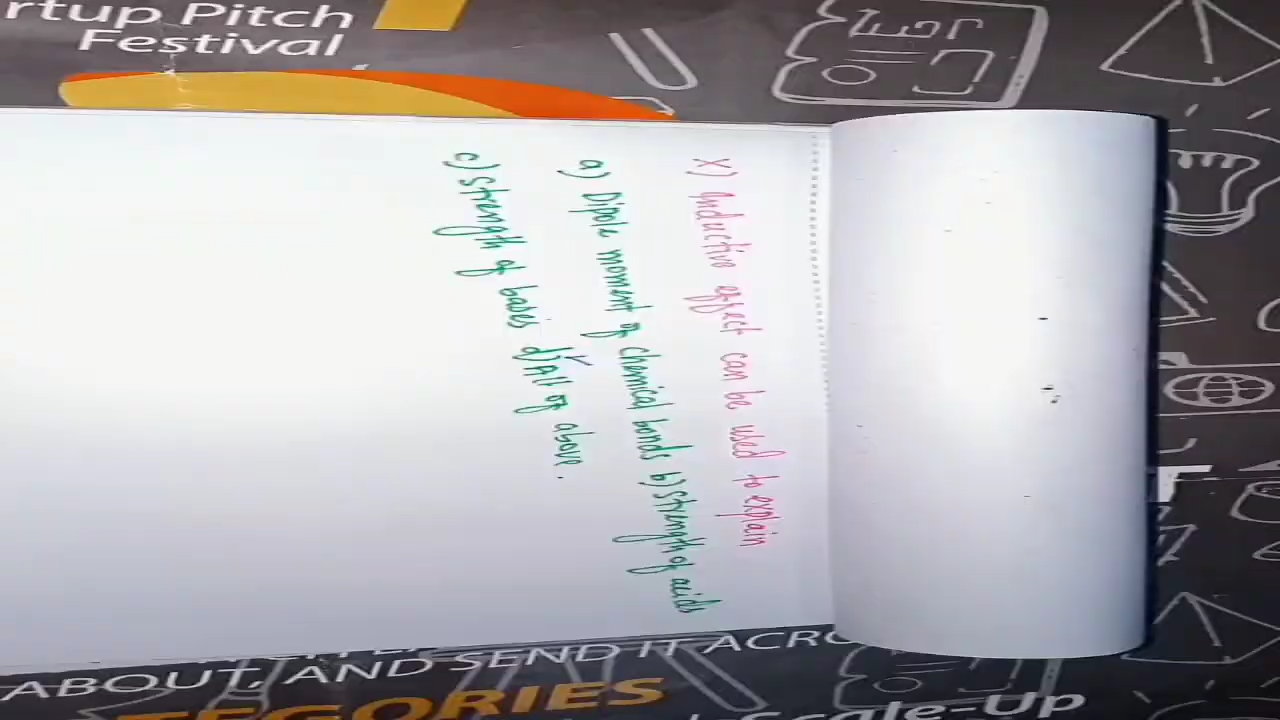 rtup Pitch
Festival
x) Inductive effect can be used to explain
a) Dipole moment of chemical bonds b) Strength of acids
c) Strength of bases d) All of above.
ABOUT, AND SEND IT ACRO
TEGORIES
Scale-Up